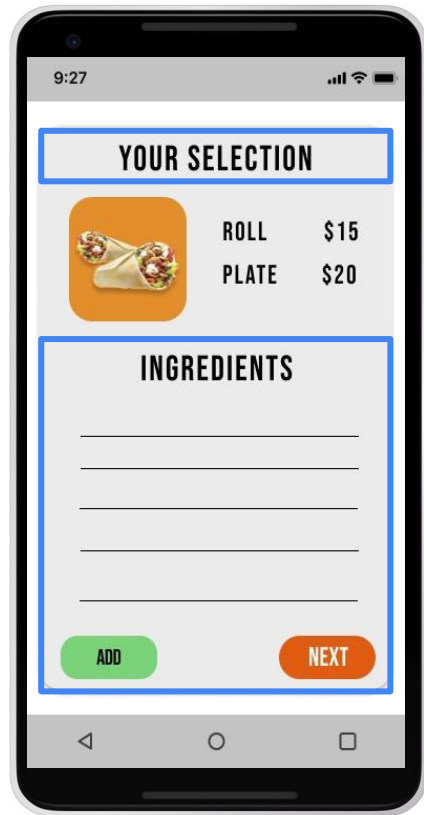 9:27
YOUR SELECTION
ROLL $15
PLATE $20
INGREDIENTS
ADD NEXT